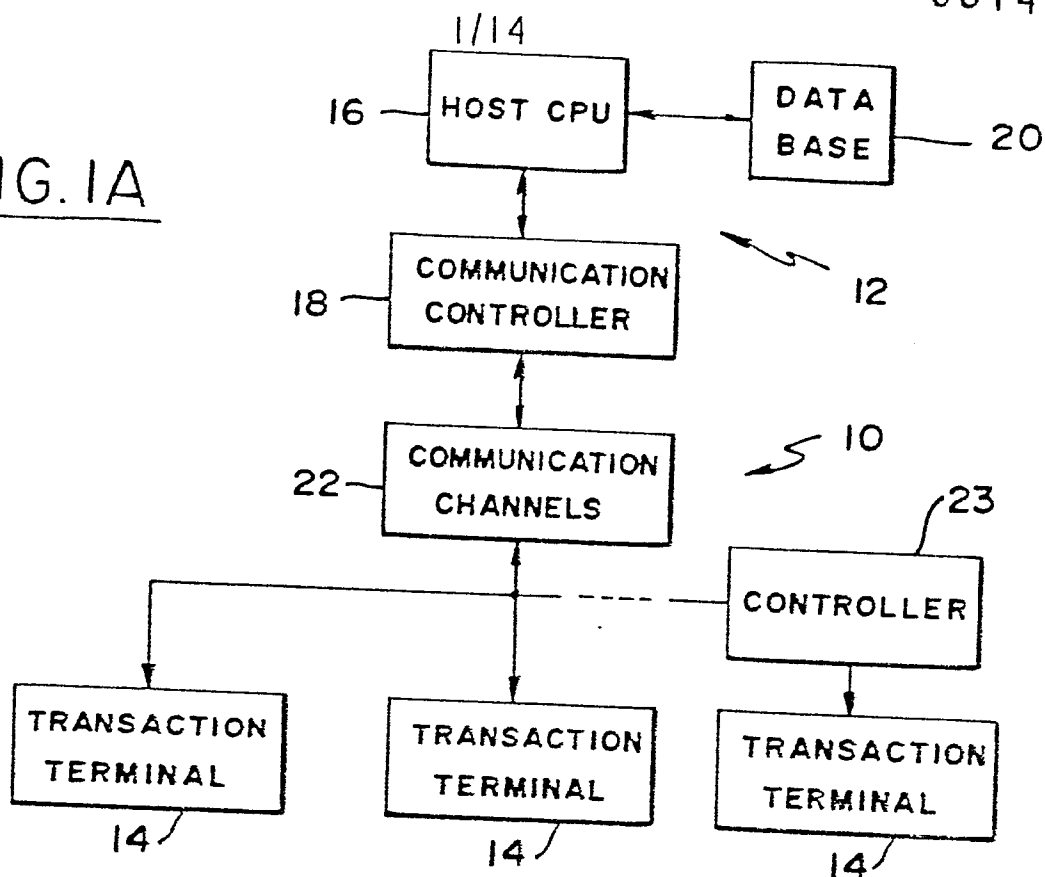 1/14
16
HOST CPU
DATA
BASE
20
IG. 1A
12
18
COMMUNICATION
CONTROLLER
10
22
COMMUNICATION
CHANNELS
23
CONTROLLER
TRANSACTION
TERMINAL
14
TRANSACTION
TERMINAL
14
TRANSACTION
TERMINAL
14